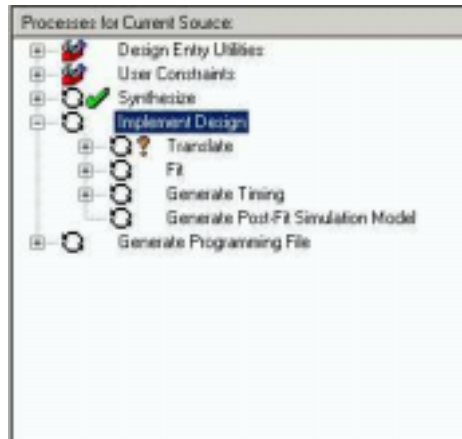 Processes for Current Source:
Design Entry Utilities
User Constraints
Synthesize
Implement Design
Translate
Fit
Generate Timing
Generate Post-Fit Simulation Model
Generate Programming File